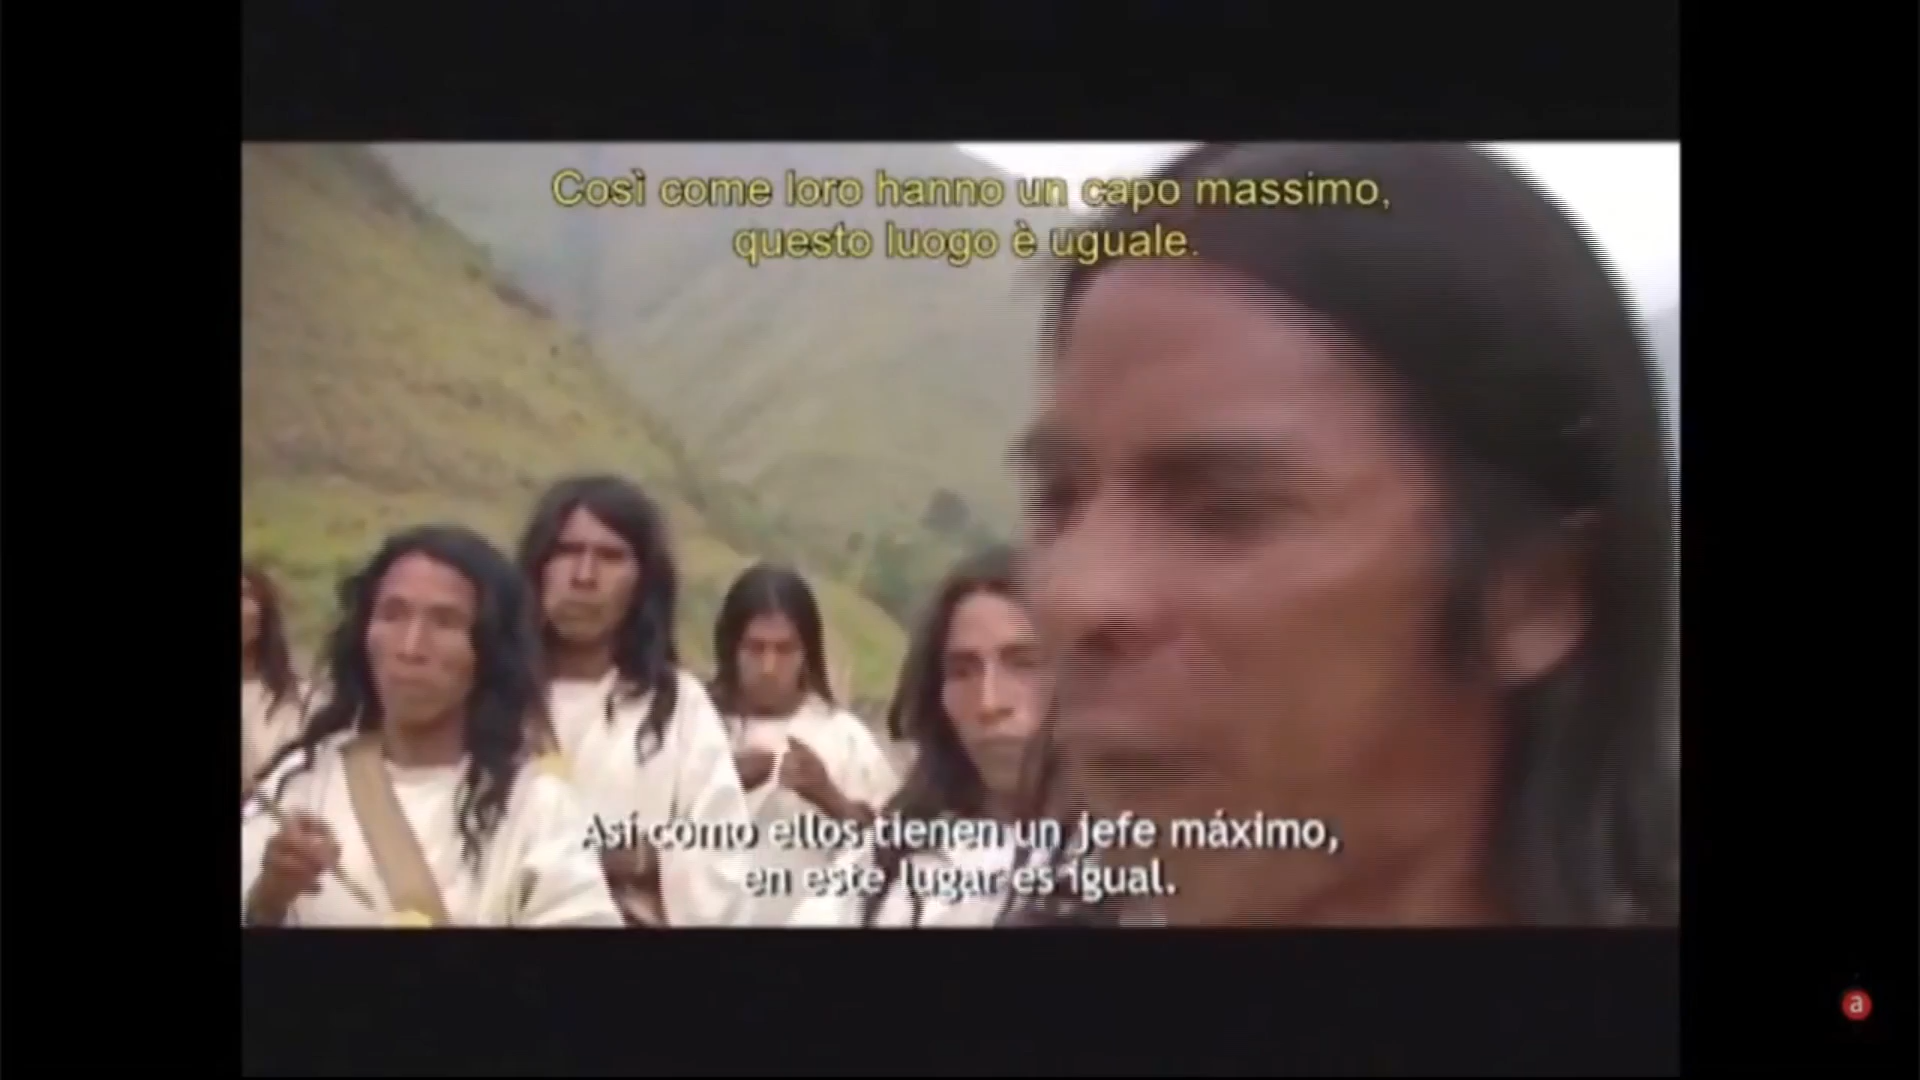 Così come loro hanno un capo massimo,
questo luogo è uguale.
Así como ellos tienen un jefe máximo,
en este lugar es igual.
a